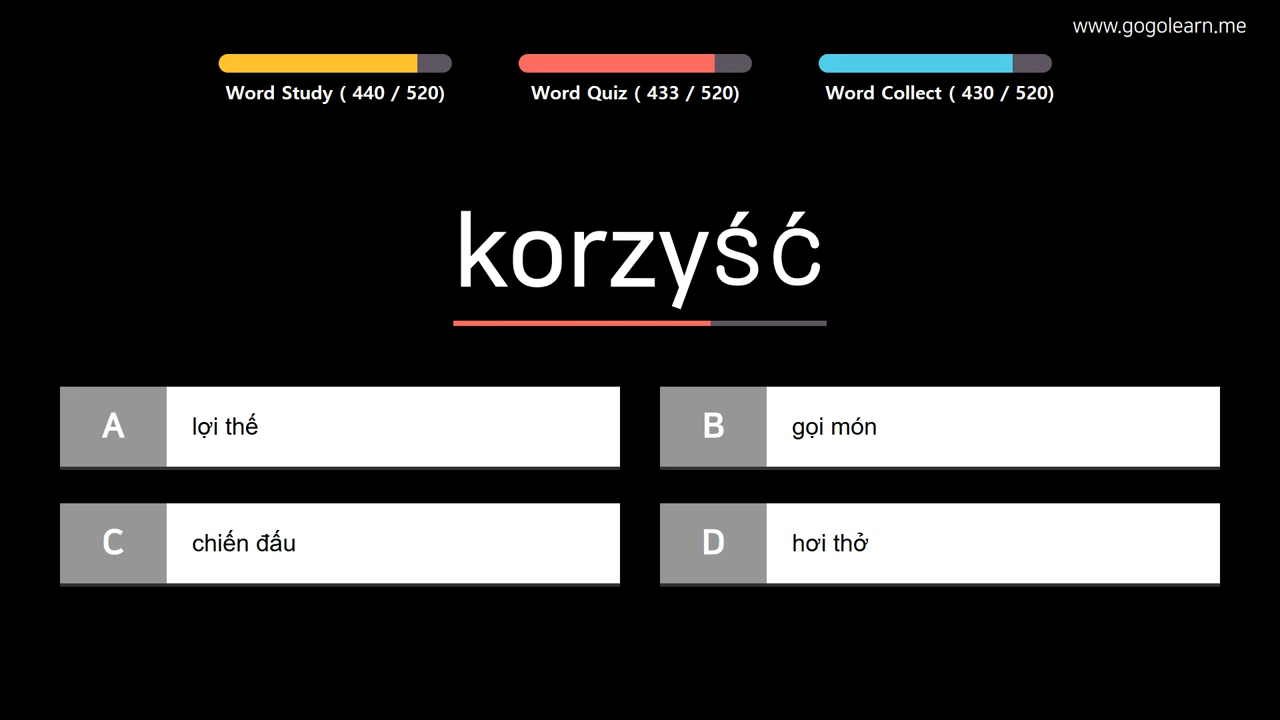 www.gogolearn.me
Word Study ( 440 / 520)
Word Quiz ( 433 / 520)
Word Collect ( 430 / 520)
korzyść
A
lợi thế
B
gọi món
C
chiến đấu
D
hơi thở